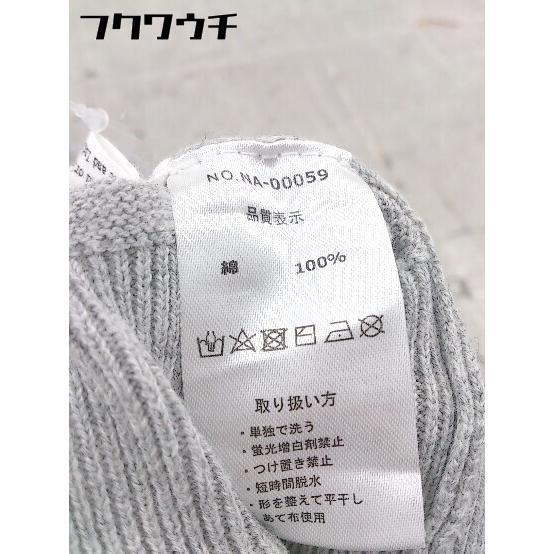 フクワウチ
NO.NA-00059
品質表示
綿 100%
取り扱い方
・単独で洗う
・蛍光増白剤禁止
・つけ置き禁止
・短時間脱水
・形を整えて平干し
・あて布使用